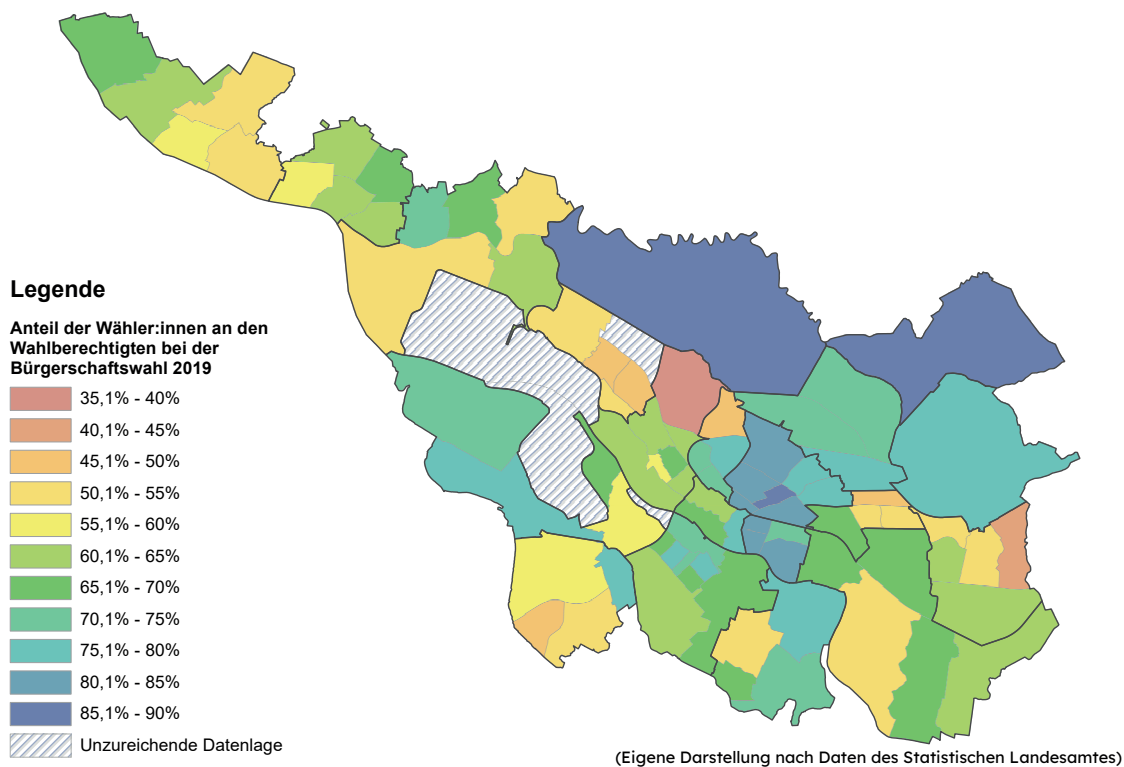 Legende
Anteil der Wähler:innen an den
Wahlberechtigten bei der
Bürgerschaftswahl 2019
35,1% - 40%
40,1% - 45%
45,1% - 50%
50,1% - 55%
55,1% - 60%
60,1% - 65%
65,1% - 70%
70,1% - 75%
75,1% - 80%
80,1% - 85%
85,1% - 90%
Unzureichende Datenlage
(Eigene Darstellung nach Daten des Statistischen Landesamtes)